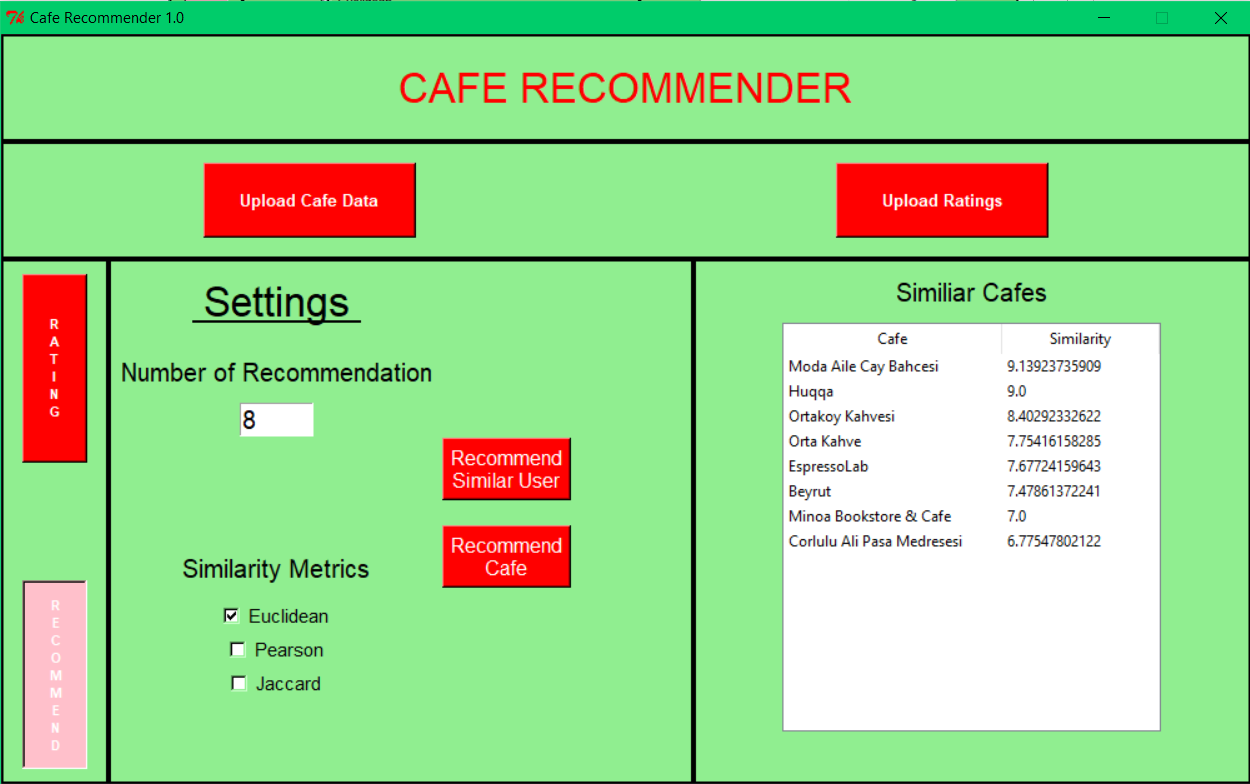 Cafe Recommender 1.0
CAFE RECOMMENDER
Upload Cafe Data
Upload Ratings
RATING
RECOMMEND
Settings
Number of Recommendation
8
Recommend
Similar User
Recommend
Cafe
Similarity Metrics
Euclidean
Pearson
Jaccard
Similiar Cafes
Cafe Similarity
Moda Aile Cay Bahcesi 9.13923735909
Huqqa 9.0
Ortakoy Kahvesi 8.40292332622
Orta Kahve 7.75416158285
EspressoLab 7.67724159643
Beyrut 7.47861372241
Minoa Bookstore & Cafe 7.0
Corlulu Ali Pasa Medresesi 6.77547802122